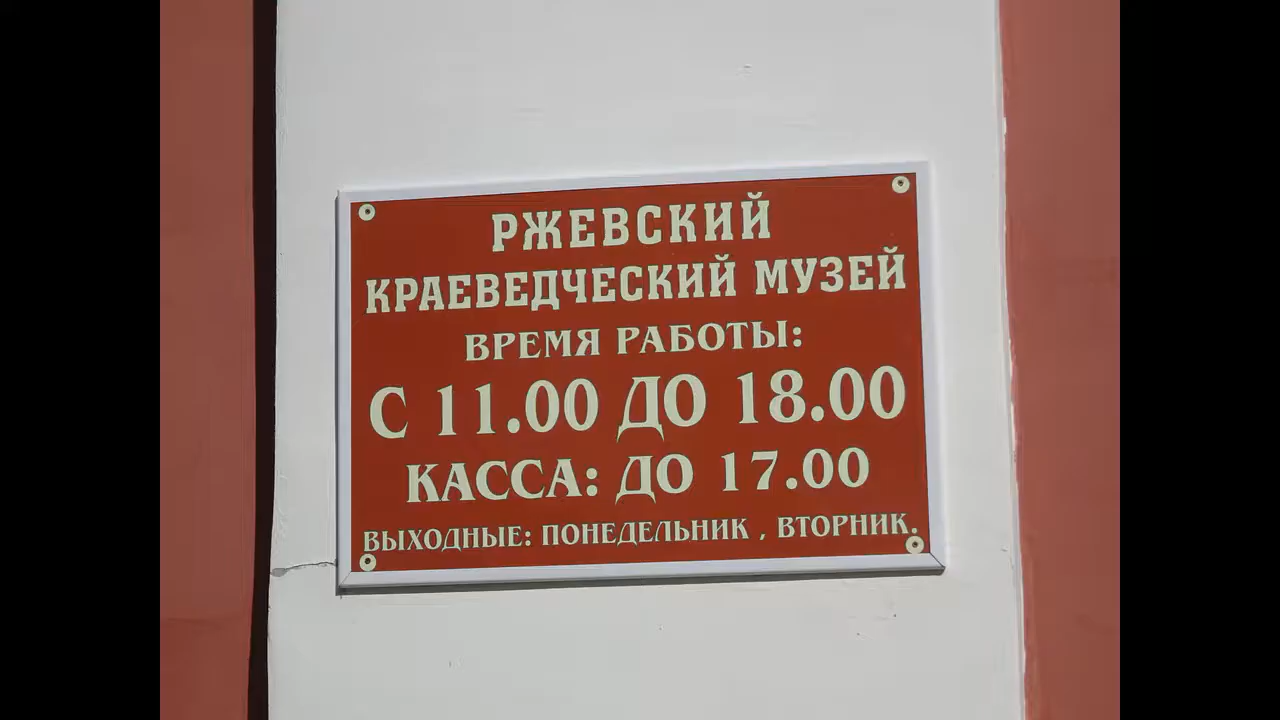 РЖЕВСКИЙ
КРАЕВЕДЧЕСКИЙ МУЗЕЙ
ВРЕМЯ РАБОТЫ:
С 11.00 ДО 18.00
КАССА: ДО 17.00
ВЫХОДНЫЕ: ПОНЕДЕЛЬНИК , ВТОРНИК.